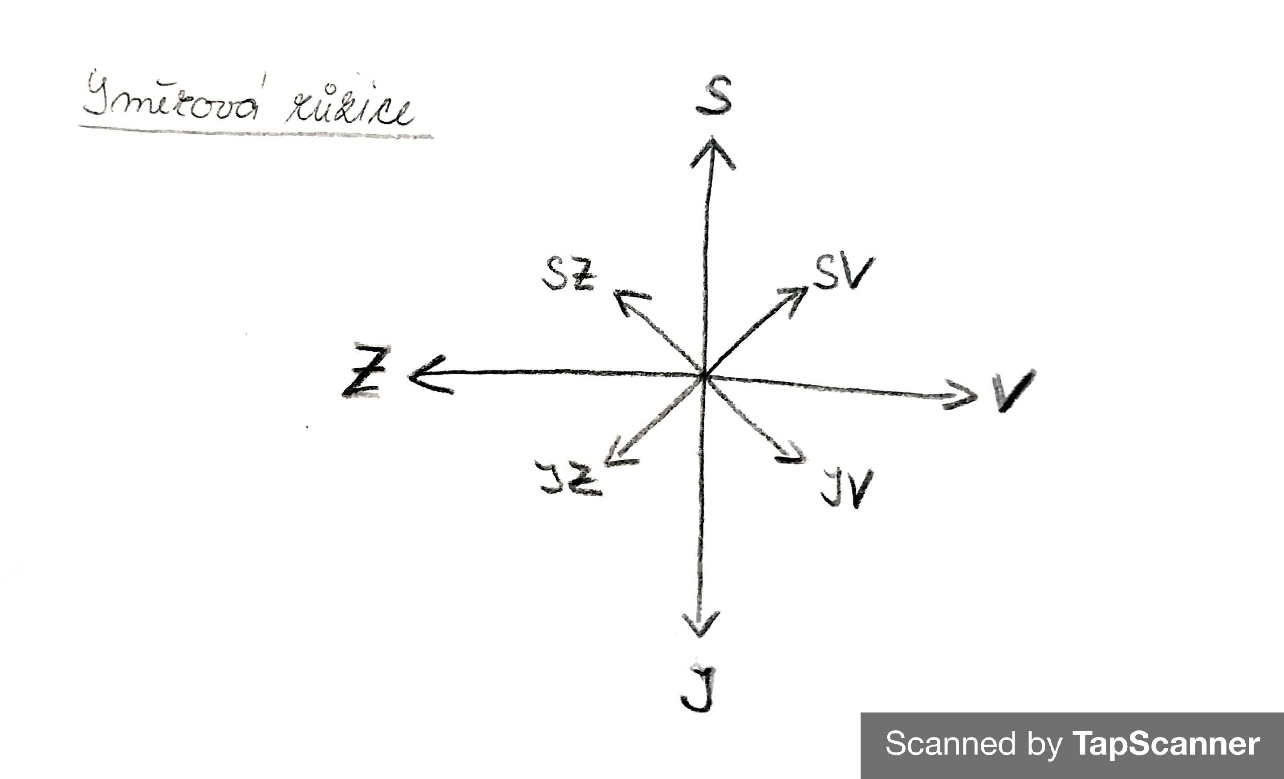 Směrová růžice
S
SZ
SV
Z
V
JZ
JV
J
Scanned by TapScanner